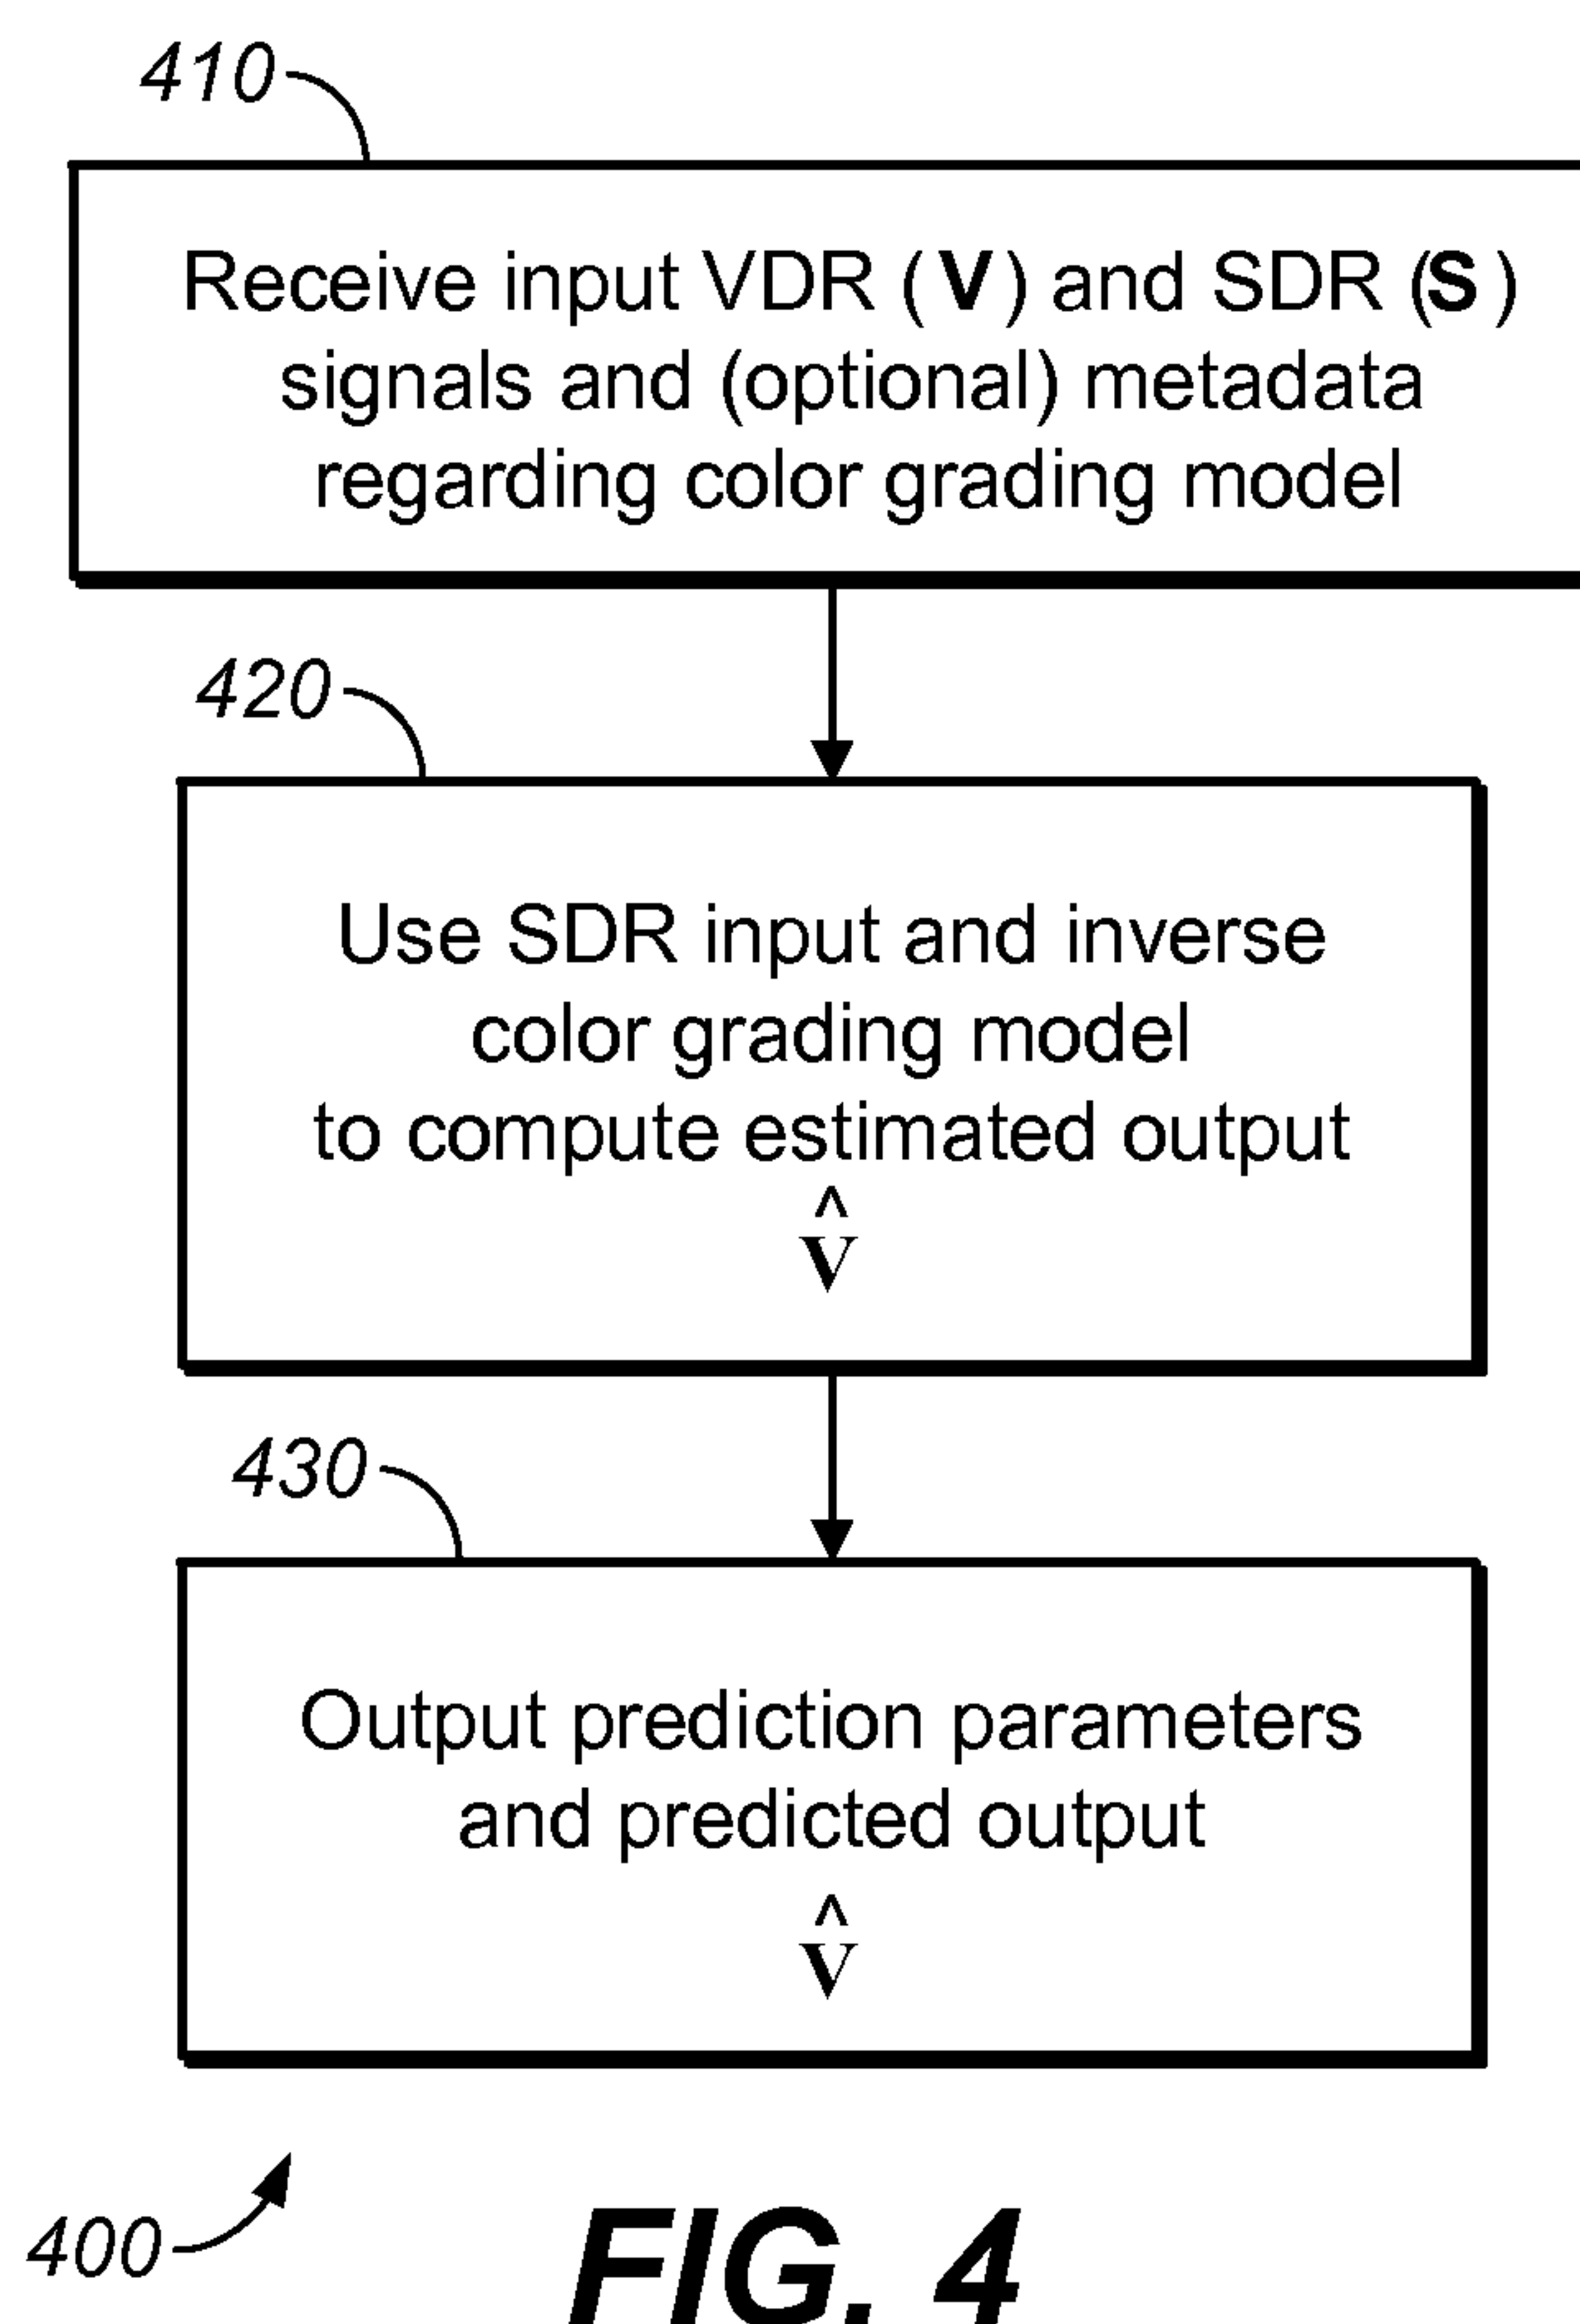 410
Receive input VDR (V) and SDR (S)
signals and (optional) metadata
regarding color grading model
420
Use SDR input and inverse
color grading model
to compute estimated output
V̂
430
Output prediction parameters
and predicted output
V̂
400
FIG. 4